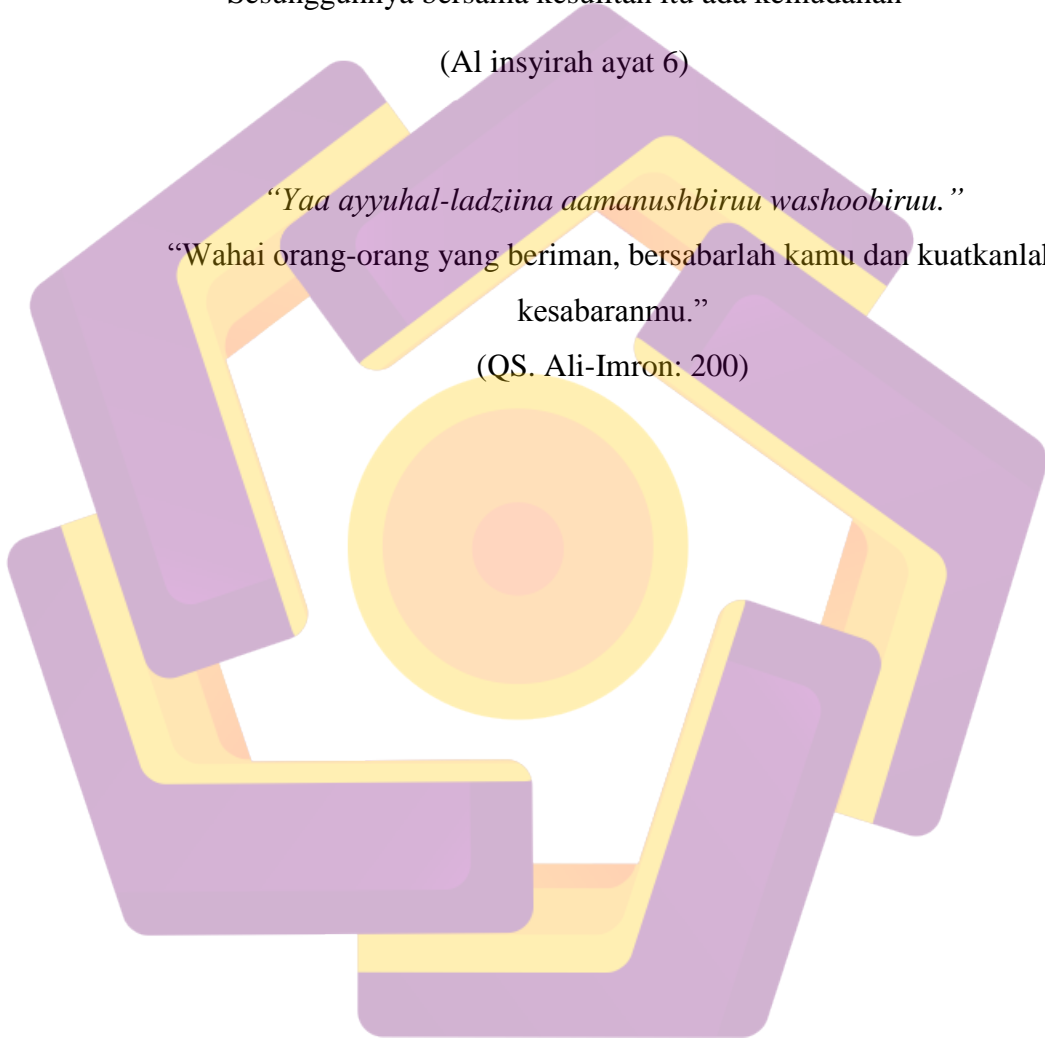 Sesungguhnya bersama kesulitan itu ada kemudahan
(Al insyirah ayat 6)
“Yaa ayyuhal-ladziina aamanushbiruu washoobiruu.”
“Wahai orang-orang yang beriman, bersabarlah kamu dan kuatkanlah
kesabaranmu.”
(QS. Ali-Imron: 200)